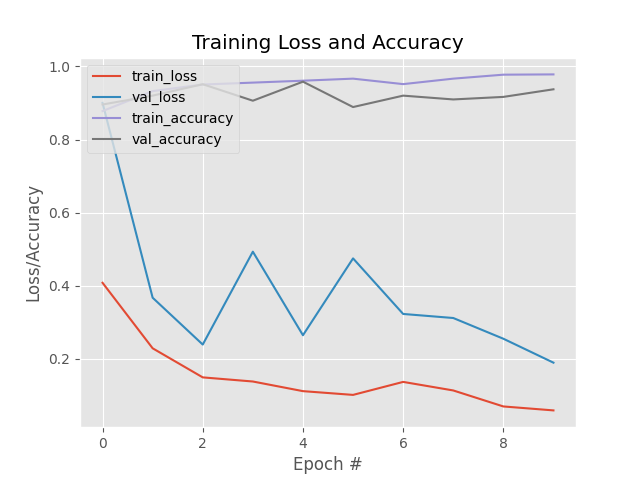 Training Loss and Accuracy
1.0
0.8
0.6
0.4
0.2
train_loss
val_loss
train_accuracy
val_accuracy
Loss/Accuracy
0
2
4
6
8
Epoch #